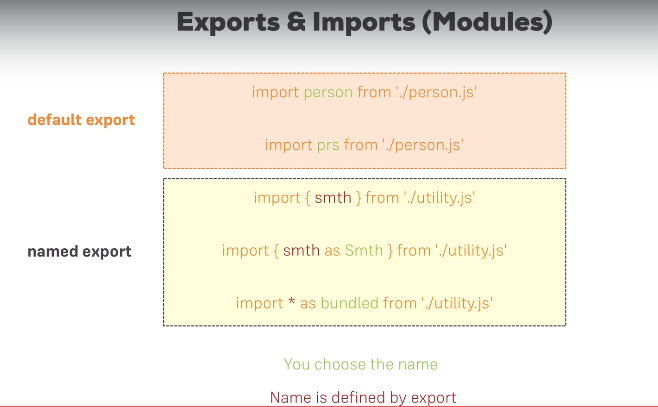 Exports & Imports (Modules)
default export
import person from './person.js'
import prs from './person.js'
named export
import { smth } from './utility.js'
import { smth as Smth } from './utility.js'
import * as bundled from './utility.js'
You choose the name
Name is defined by export